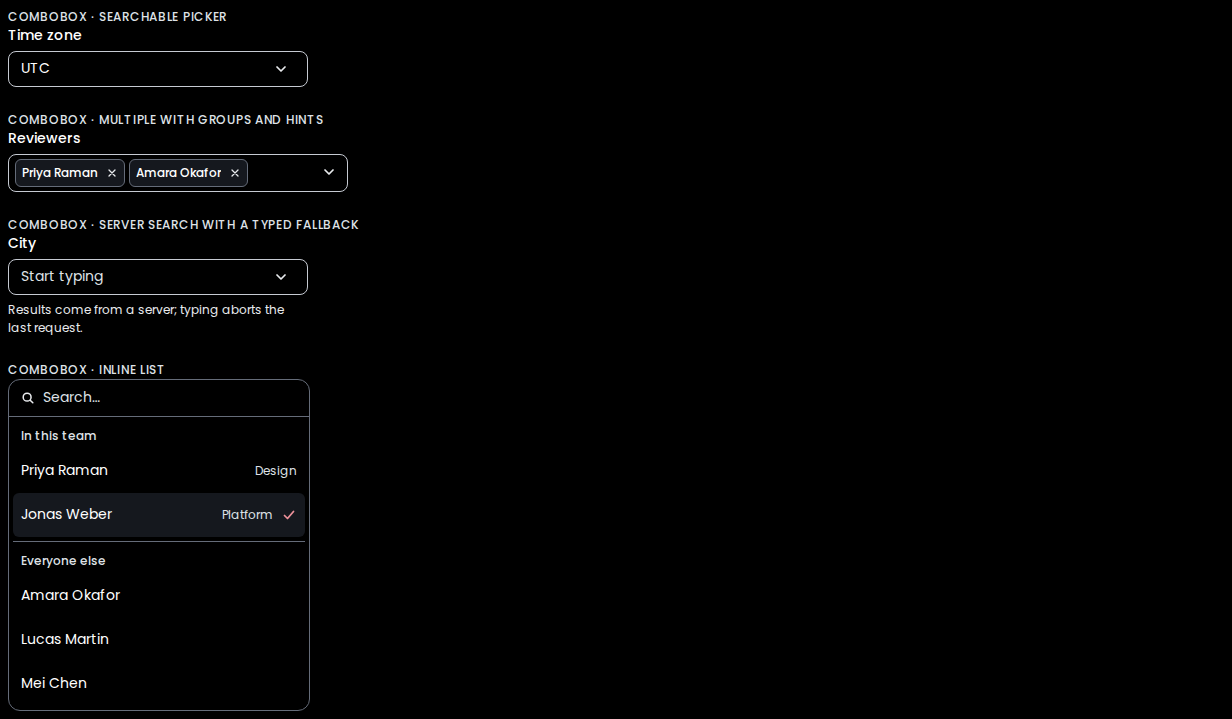 COMBOBOX · SEARCHABLE PICKER
Time zone
UTC
COMBOBOX · MULTIPLE WITH GROUPS AND HINTS
Reviewers
Priya Raman Amara Okafor
COMBOBOX · SERVER SEARCH WITH A TYPED FALLBACK
City
Start typing
Results come from a server; typing aborts the
last request.
COMBOBOX · INLINE LIST
Search...
In this team
Priya Raman Design
Jonas Weber Platform
Everyone else
Amara Okafor
Lucas Martin
Mei Chen